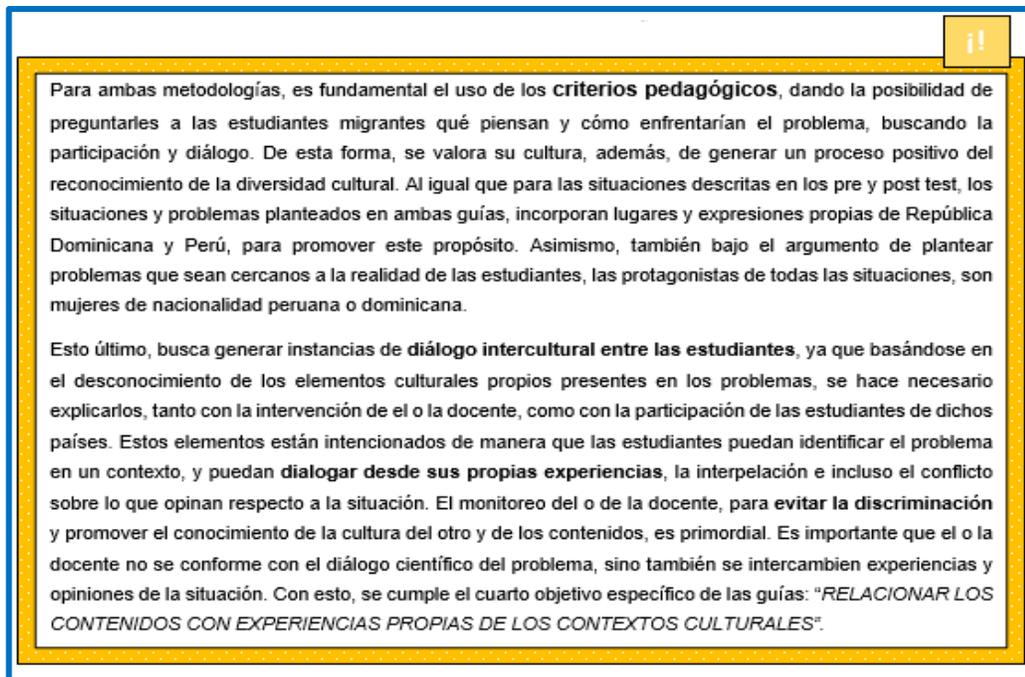 ¡!
Para ambas metodologías, es fundamental el uso de los criterios pedagógicos, dando la posibilidad de
preguntarles a las estudiantes migrantes qué piensan y cómo enfrentarían el problema, buscando la
participación y diálogo. De esta forma, se valora su cultura, además, de generar un proceso positivo del
reconocimiento de la diversidad cultural. Al igual que para las situaciones descritas en los pre y post test, los
situaciones y problemas planteados en ambas guías, incorporan lugares y expresiones propias de República
Dominicana y Perú, para promover este propósito. Asimismo, también bajo el argumento de plantear
problemas que sean cercanos a la realidad de las estudiantes, las protagonistas de todas las situaciones, son
mujeres de nacionalidad peruana o dominicana.
Esto último, busca generar instancias de diálogo intercultural entre las estudiantes, ya que basándose en
el desconocimiento de los elementos culturales propios presentes en los problemas, se hace necesario
explicarlos, tanto con la intervención de el o la docente, como con la participación de las estudiantes de dichos
países. Estos elementos están intencionados de manera que las estudiantes puedan identificar el problema
en un contexto, y puedan dialogar desde sus propias experiencias, la interpelación e incluso el conflicto
sobre lo que opinan respecto a la situación. El monitoreo del o de la docente, para evitar la discriminación
y promover el conocimiento de la cultura del otro y de los contenidos, es primordial. Es importante que el o la
docente no se conforme con el diálogo científico del problema, sino también se intercambien experiencias y
opiniones de la situación. Con esto, se cumple el cuarto objetivo específico de las guías: “RELACIONAR LOS
CONTENIDOS CON EXPERIENCIAS PROPIAS DE LOS CONTEXTOS CULTURALES”.